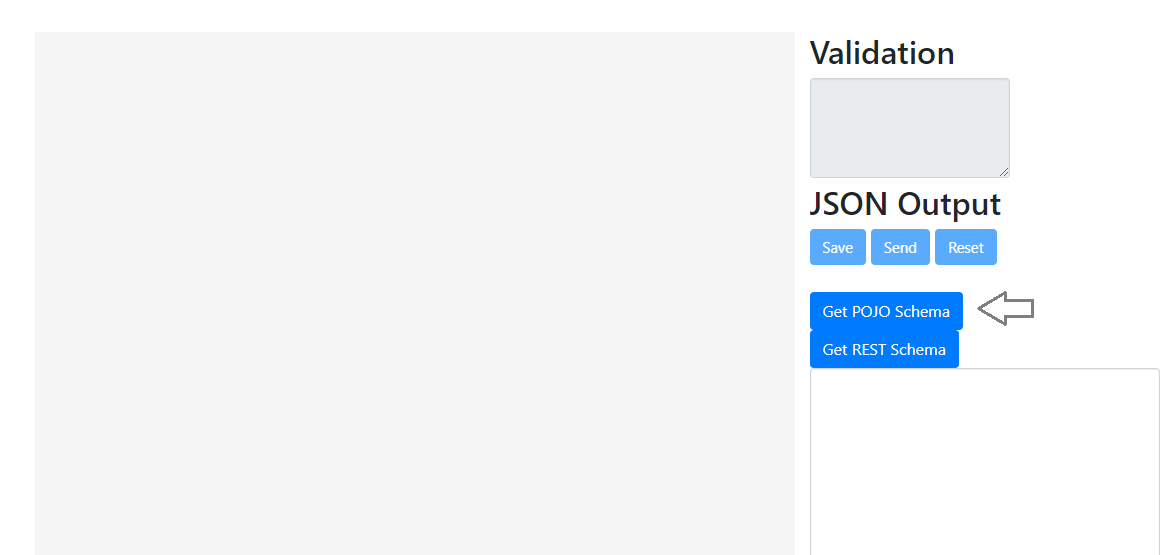 Validation
JSON Output
Save Send Reset
Get POJO Schema
Get REST Schema